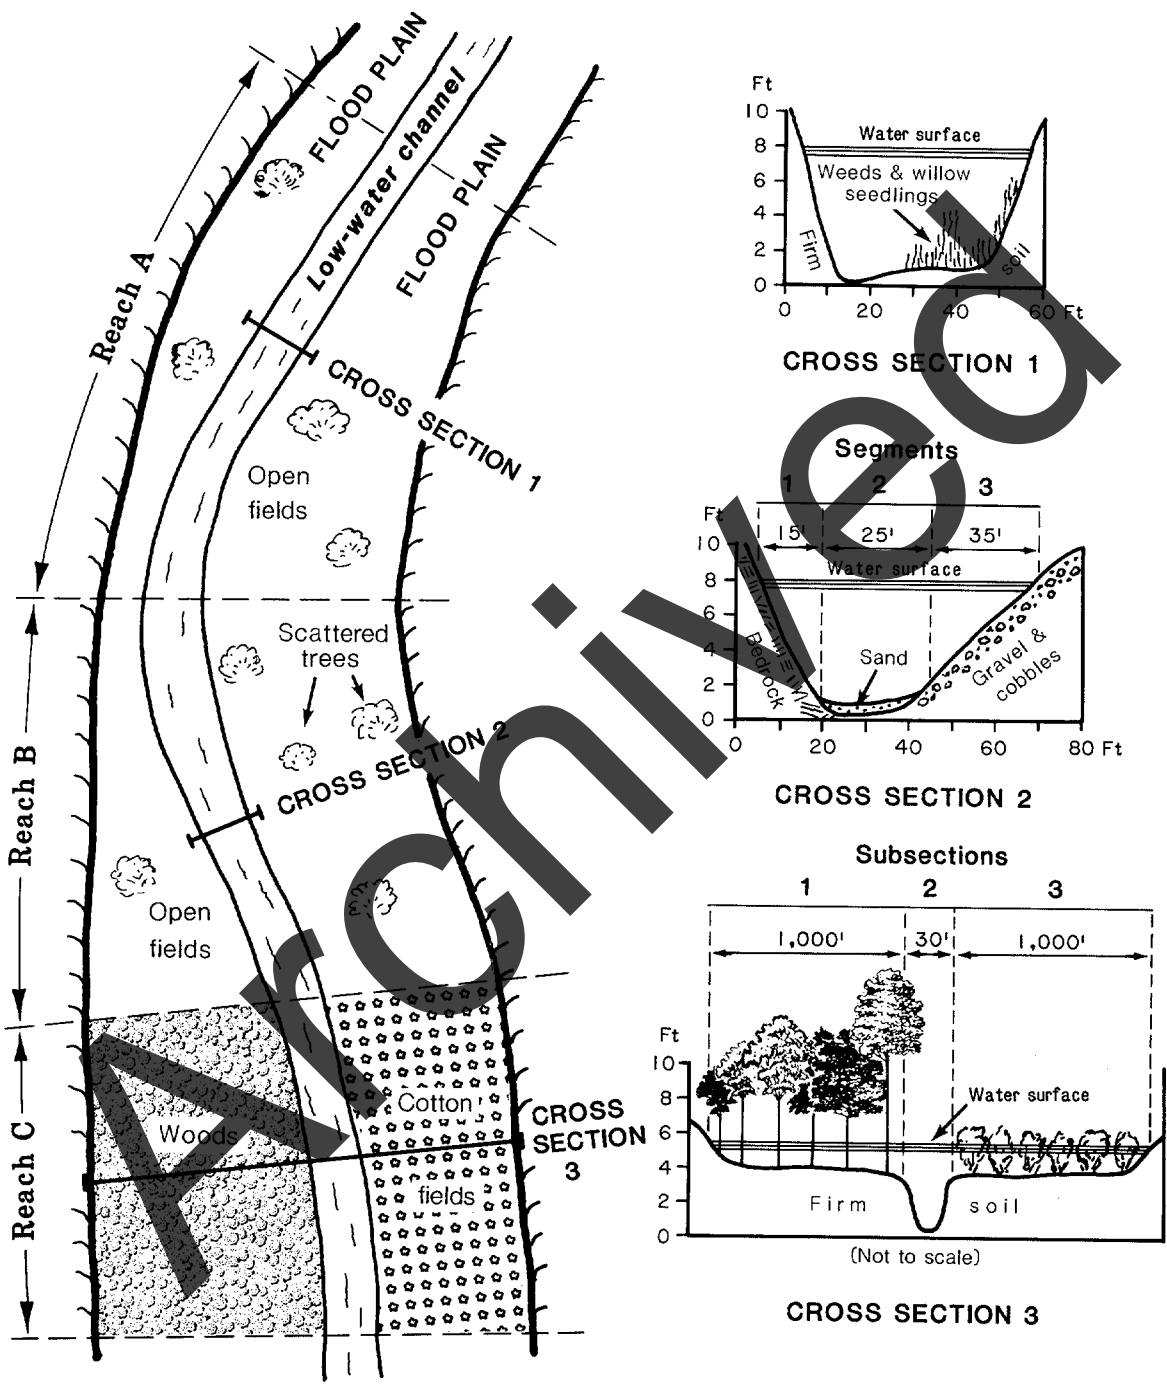 FLOOD PLAIN
Low-water channel
FLOOD PLAIN
Reach A
CROSS SECTION 1
Open
fields
Scattered
trees
Reach B
CROSS SECTION 2
Open
fields
Reach C
Woods
Cotton
fields
CROSS
SECTION
3
Ft
10
8
6
4
2
0
Water surface
Weeds & willow
seedlings
Firm
soil
0 20 40 60 Ft
CROSS SECTION 1
Segments
1 2 3
Ft
15' 25' 35'
10
8
6
4
2
0
Water surface
Bedrock
Sand
Gravel &
cobbles
0 20 40 60 80 Ft
CROSS SECTION 2
Subsections
1 2 3
1,000' 30' 1,000'
Ft
10
8
6
4
2
0
Water surface
Firm soil
(Not to scale)
CROSS SECTION 3
Archived